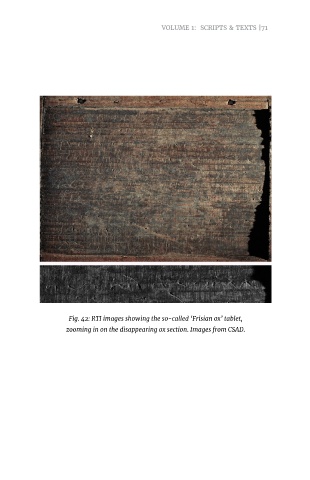 VOLUME 1: SCRIPTS & TEXTS |71
Fig. 42: RTI images showing the so-called ‘Frisian ox’ tablet,
zooming in on the disappearing ox section. Images from CSAD.